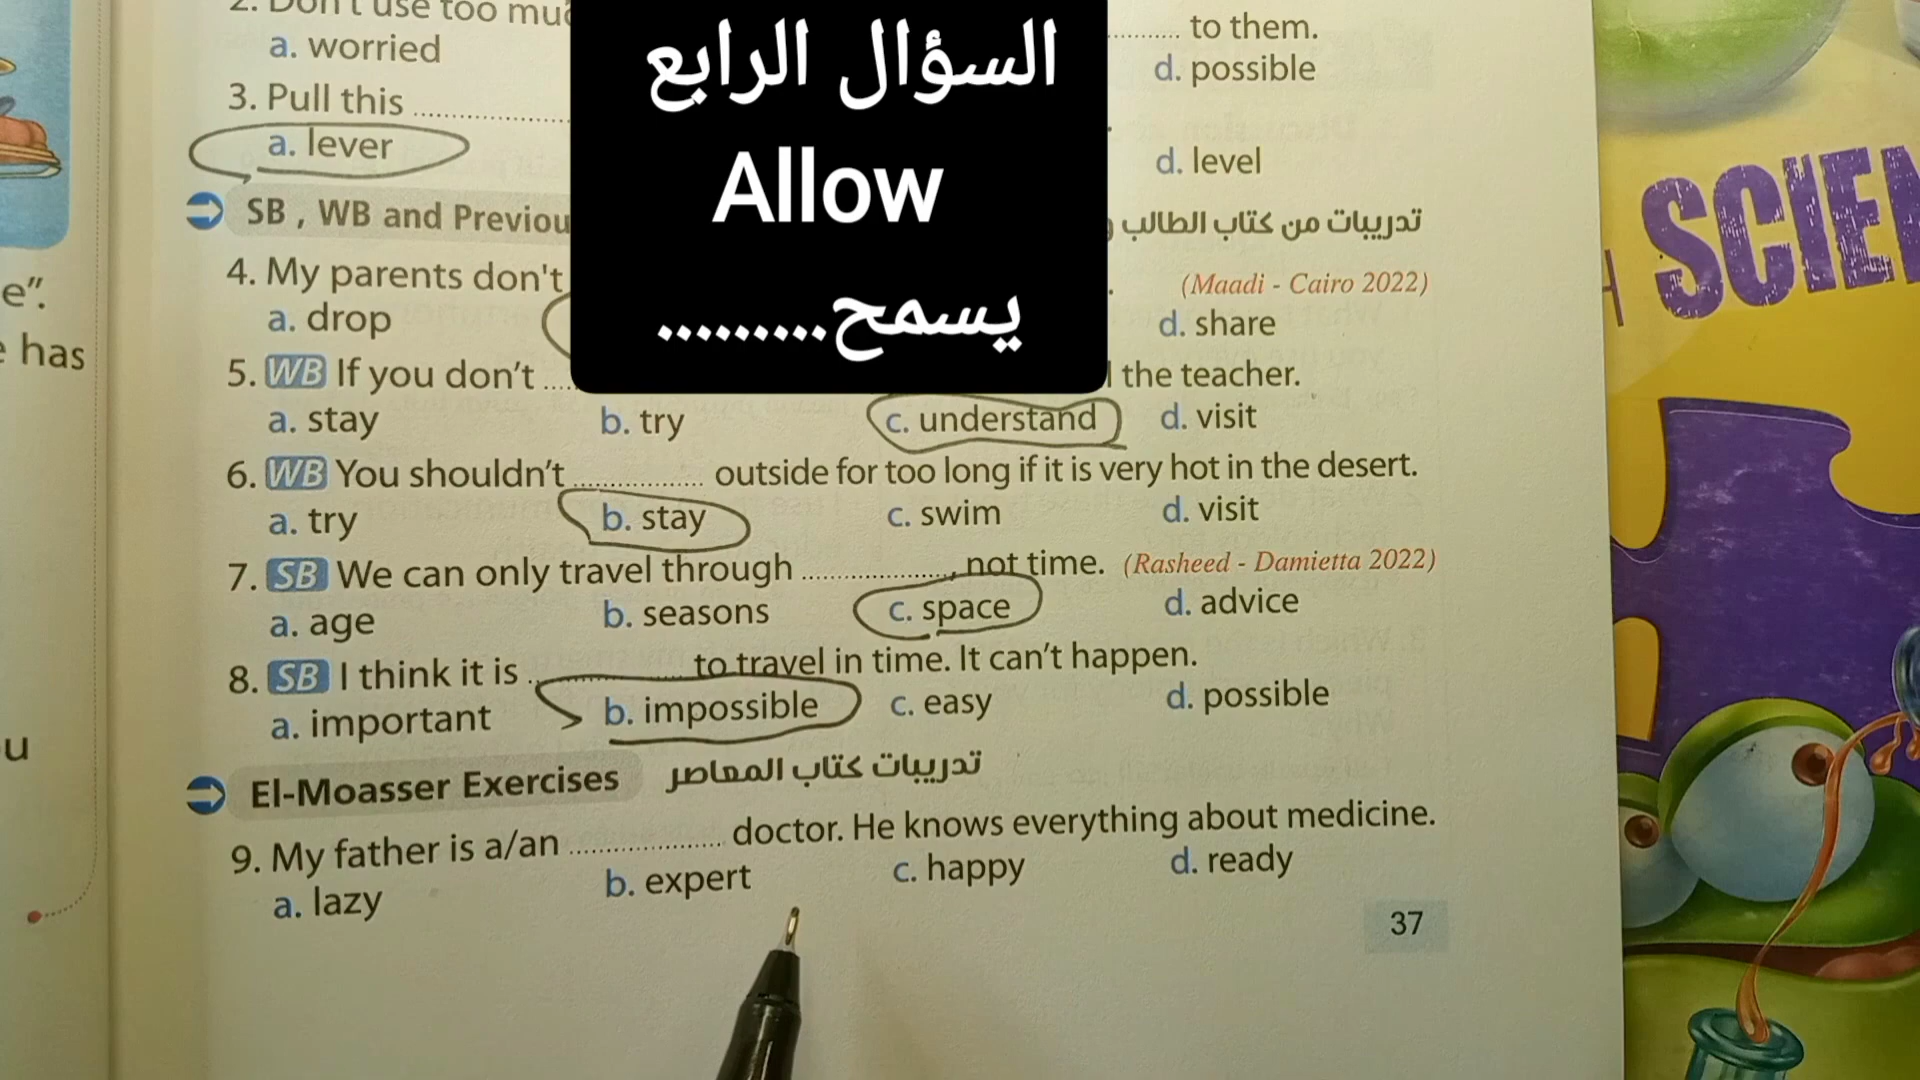 2. Don't use too
to them.
a. worried
d. possible
3. Pull this
a. lever
d. level
السؤال الرابع
Allow
يسمح.........
SB , WB and
تدريبات من كتاب الطالب
4. My parents don't
(Maadi - Cairo 2022)
a. drop
d. share
5. WB If you don't ....
the teacher.
a. stay b. try c. understand d. visit
6. WB You shouldn't ................ outside for too long if it is very hot in the desert.
a. try b. stay c. swim d. visit
7. SB We can only travel through ................, not time. (Rasheed - Damietta 2022)
a. age b. seasons c. space d. advice
8. SB I think it is ................ to travel in time. It can't happen.
a. important b. impossible c. easy d. possible
El-Moasser Exercises تدريبات كتاب المعاصر
9. My father is a/an ................ doctor. He knows everything about medicine.
a. lazy b. expert c. happy d. ready
37
e".
has
u